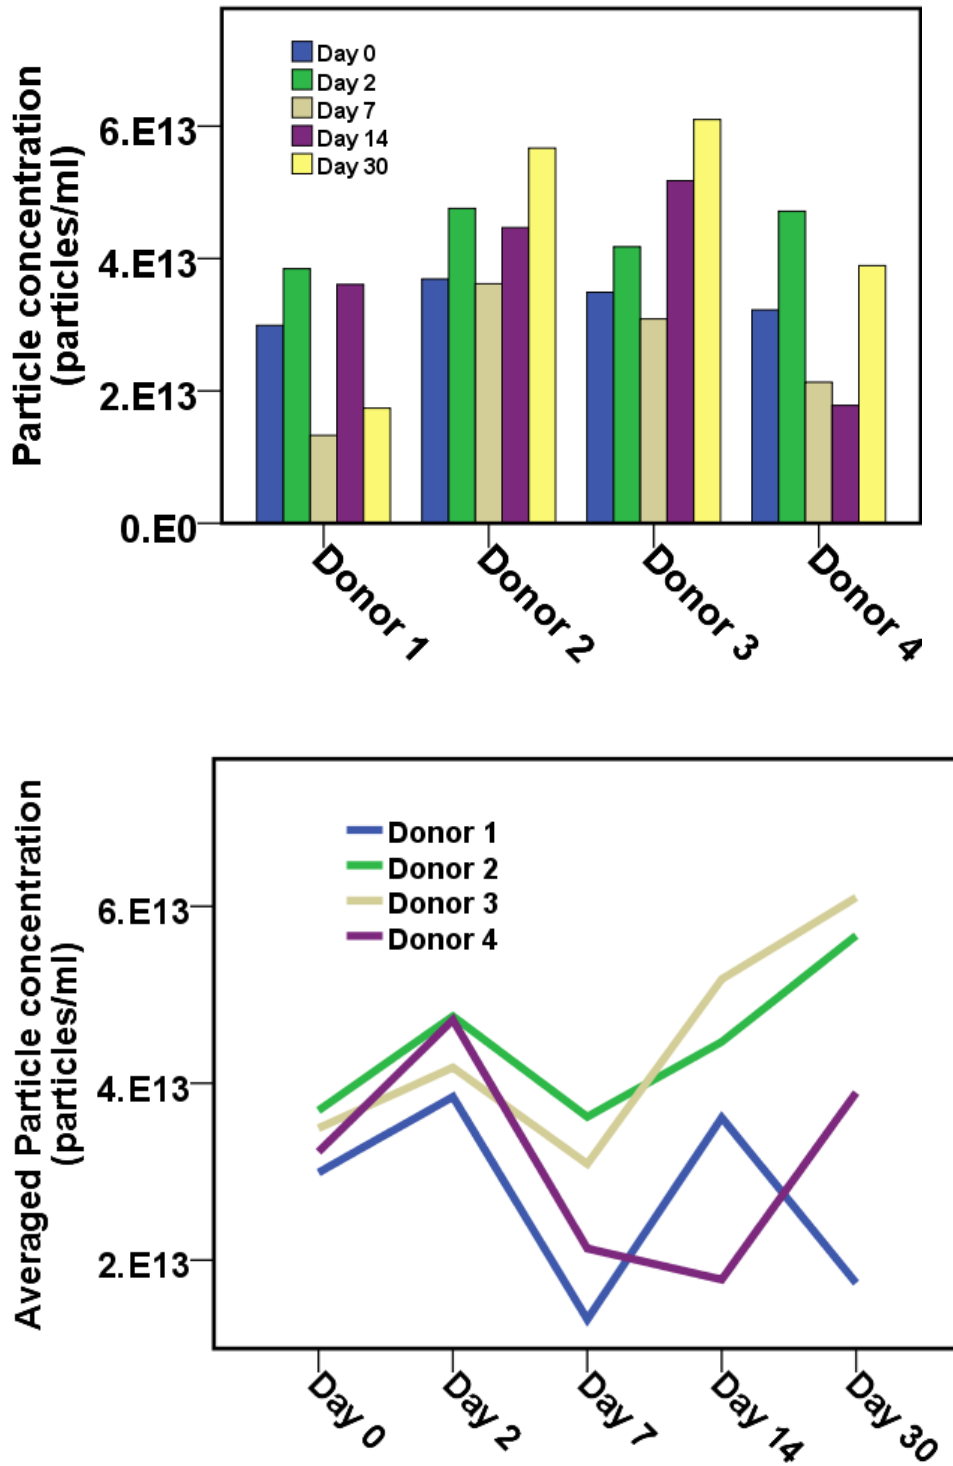 Particle concentration
(particles/ml)
Day 0
Day 2
Day 7
Day 14
Day 30
6.E13
4.E13
2.E13
0.E0
Donor 1
Donor 2
Donor 3
Donor 4
Averaged Particle concentration
(particles/ml)
Donor 1
Donor 2
Donor 3
Donor 4
6.E13
4.E13
2.E13
Day 0
Day 2
Day 7
Day 14
Day 30